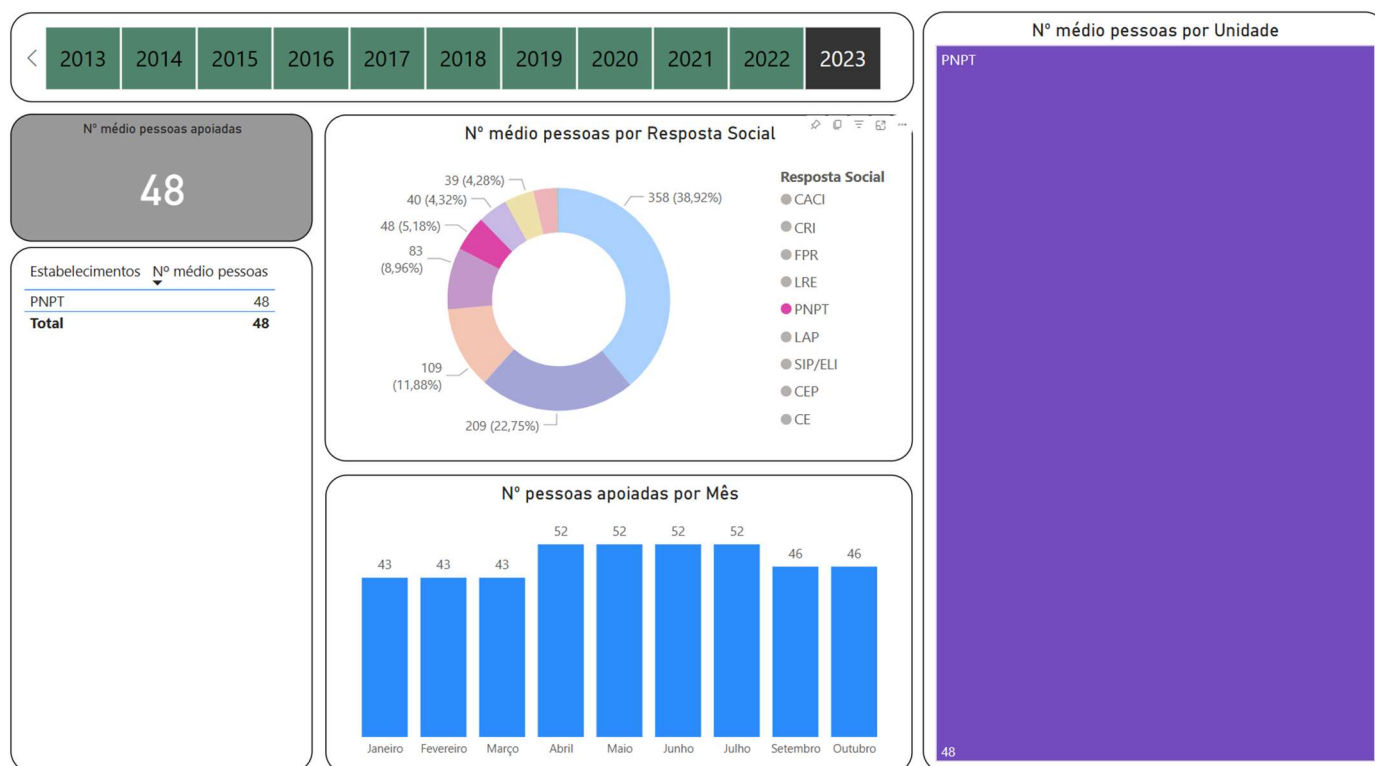 2013 2014 2015 2016 2017 2018 2019 2020 2021 2022 2023
Nº médio pessoas apoiadas
48
Estabelecimentos Nº médio pessoas
PNPT 48
Total 48
Nº médio pessoas por Resposta Social
39 (4,28%)
40 (4,32%)
48 (5,18%)
83
(8,96%)
109
(11,88%)
209 (22,75%)
358 (38,92%)
Resposta Social
CACI
CRI
FPR
LRE
PNPT
LAP
SIP/ELI
CEP
CE
Nº pessoas apoiadas por Mês
43 43 43 52 52 52 52 46 46
Janeiro Fevereiro Março Abril Maio Junho Julho Setembro Outubro
Nº médio pessoas por Unidade
PNPT
48